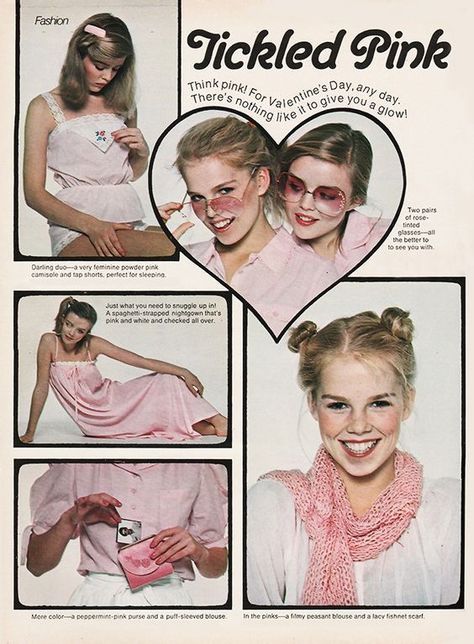 Fashion
Tickled Pink
Think pink! For Valentine's Day, any day.
There's nothing like it to give you a glow!
Two pairs
of rose-
tinted
glasses—all
the better to
to see you with.
Darling duo—a very feminine powder pink
camisole and tap shorts, perfect for sleeping.
Just what you need to snuggle up in!
A spaghetti-strapped nightgown that's
pink and white and checked all over.
More color—a peppermint-pink purse and a puff-sleeved blouse.
In the pinks—a filmy peasant blouse and a lacy fishnet scarf.